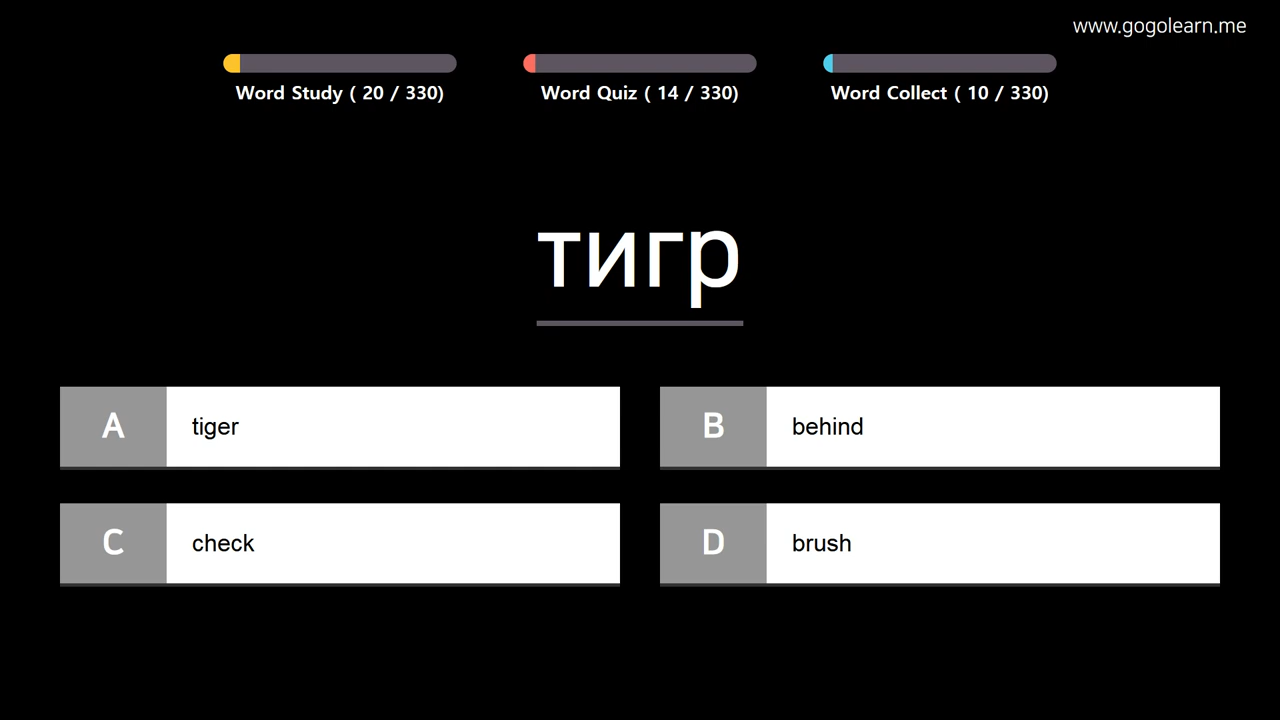 www.gogolearn.me
Word Study ( 20 / 330)
Word Quiz ( 14 / 330)
Word Collect ( 10 / 330)
тигр
A tiger
B behind
C check
D brush